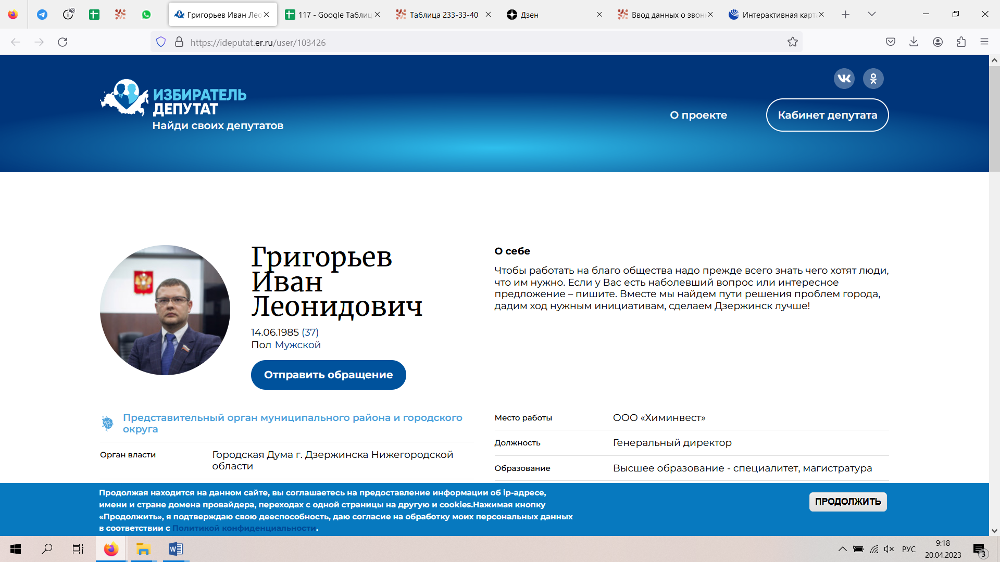 Григорьев Иван Лео
117 - Google Таблиц
Таблица 233-33-40
Дзен
Ввод данных о звон
Интерактивная карт
https://ideputat.er.ru/user/103426
ИЗБИРАТЕЛЬ
ДЕПУТАТ
Найди своих депутатов
О проекте
Кабинет депутата
Григорьев
Иван
Леонидович
14.06.1985 (37)
Пол Мужской
Отправить обращение
О себе
Чтобы работать на благо общества надо прежде всего знать чего хотят люди,
что им нужно. Если у Вас есть наболевший вопрос или интересное
предложение – пишите. Вместе мы найдем пути решения проблем города,
дадим ход нужным инициативам, сделаем Дзержинск лучше!
Представительный орган муниципального района и городского
округа
Орган власти
Городская Дума г. Дзержинска Нижегородской
области
Место работы
ООО «Химинвест»
Должность
Генеральный директор
Образование
Высшее образование - специалитет, магистратура
Продолжая находится на данном сайте, вы соглашаетесь на предоставление информации об ip-адресе,
имени и стране домена провайдера, переходах с одной страницы на другую и cookies.Нажимая кнопку
«Продолжить», я подтверждаю свою дееспособность, даю согласие на обработку моих персональных данных
в соответствии с Политикой конфиденциальности.
ПРОДОЛЖИТЬ
РУС
9:18
20.04.2023
3